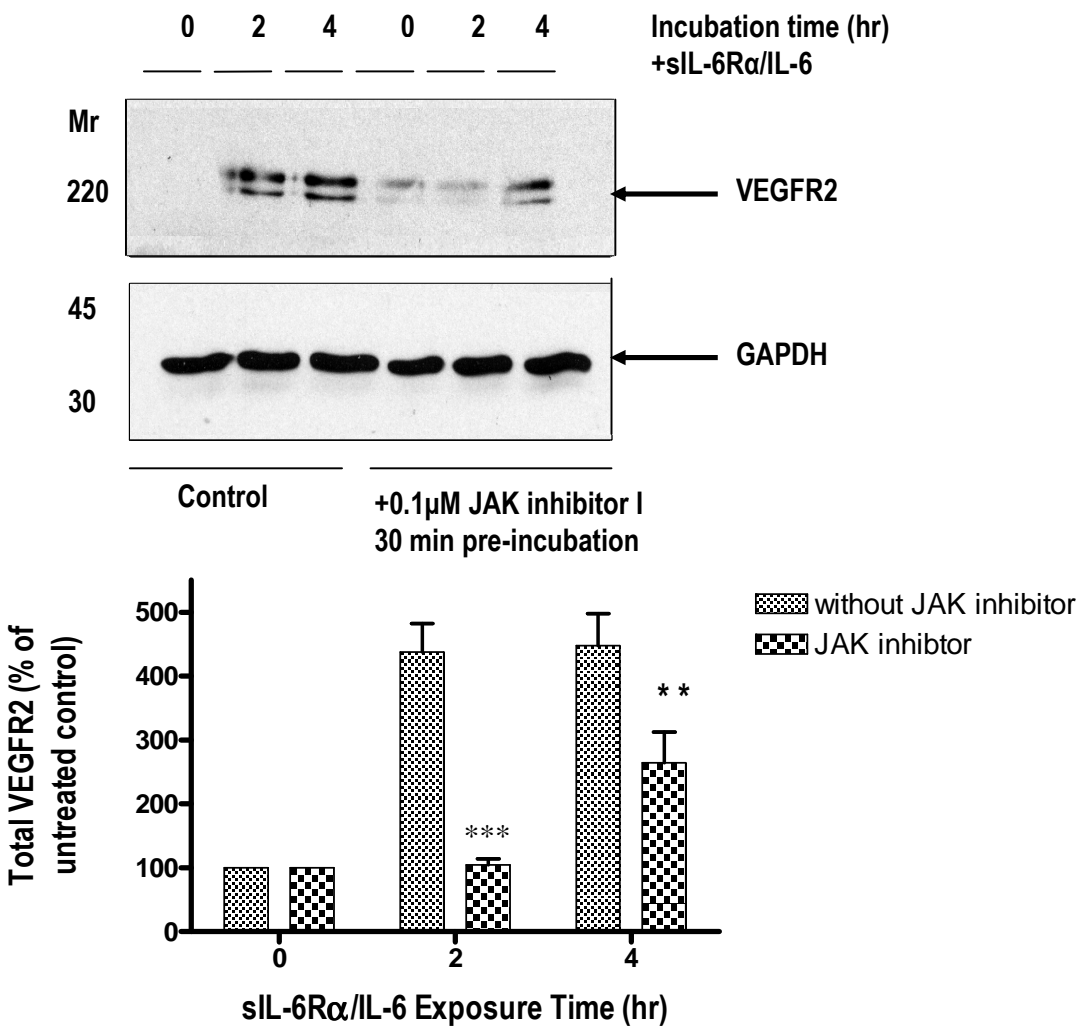 0 2 4 0 2 4 Incubation time (hr)
+sIL-6Rα/IL-6
Mr
220
VEGFR2
45
GAPDH
30
Control
+0.1µM JAK inhibitor I
30 min pre-incubation
Total VEGFR2 (% of
untreated control)
500
400
300
200
100
0
***
**
without JAK inhibitor
JAK inhibtor
0 2 4
sIL-6Rα/IL-6 Exposure Time (hr)